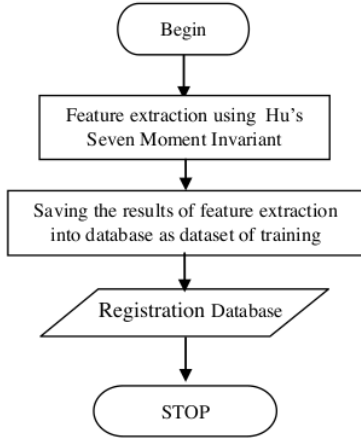 Begin
Feature extraction using Hu's
Seven Moment Invariant
Saving the results of feature extraction
into database as dataset of training
Registration Database
STOP